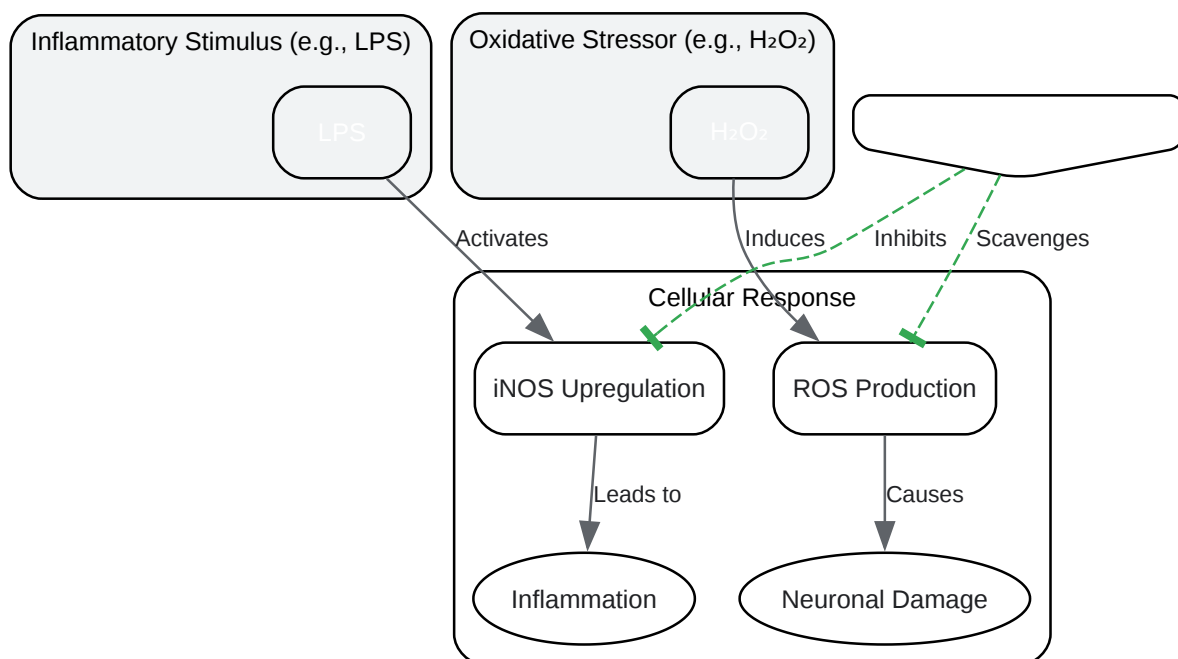 Inflammatory Stimulus (e.g., LPS)
Oxidative Stressor (e.g., H₂O₂)
LPS
H₂O₂
Activates
Induces
Inhibits
Scavenges
Cellular Response
iNOS Upregulation
ROS Production
Leads to
Causes
Inflammation
Neuronal Damage